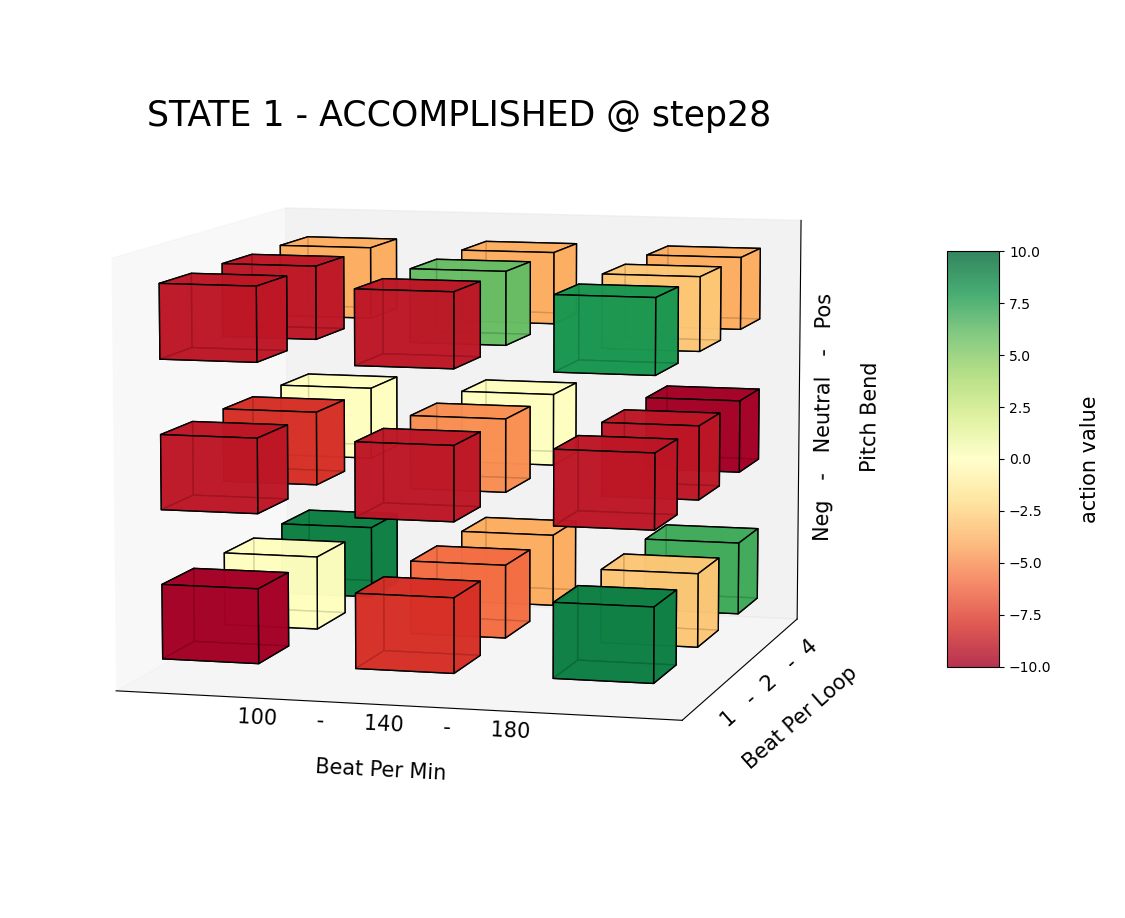 STATE 1 - ACCOMPLISHED @ step28
Neg - Neutral - Pos
Pitch Bend
100 - 140 - 180
Beat Per Min
1 - 2 - 4
Beat Per Loop
10.0
7.5
5.0
2.5
0.0
−2.5
−5.0
−7.5
−10.0
action value